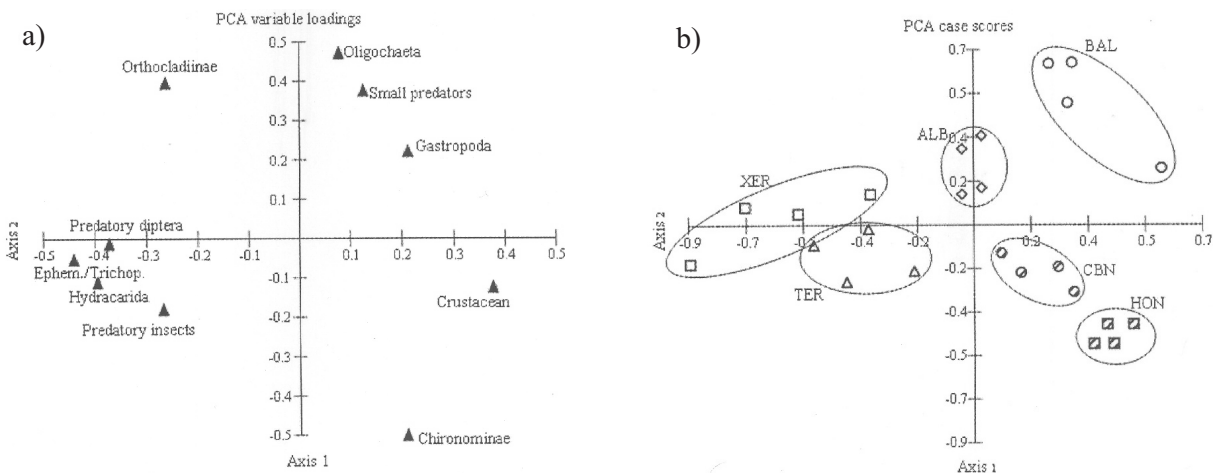 a)
PCA variable loadings
0.5
0.4
0.3
0.2
0.1
Oligochaeta
Orthocladiinae
Small predators
Gastropoda
Predatory diptera
Axis 2
-0.5 -0.4 -0.3 -0.2 -0.1 0.1 0.2 0.3 0.4 0.5
Ephem./Trichop.
Hydracarida
Predatory insects
Crustacean
Chironominae
-0.1
-0.2
-0.3
-0.4
-0.5
Axis 1
b)
PCA case scores
0.7
0.5
0.4
0.2
BAL
ALB
XER
Axis 2
-0.9 -0.7 -0.4 -0.2 0.2 0.4 0.5 0.7
TER
CBN
HON
-0.2
-0.4
-0.5
-0.7
-0.9
Axis 1